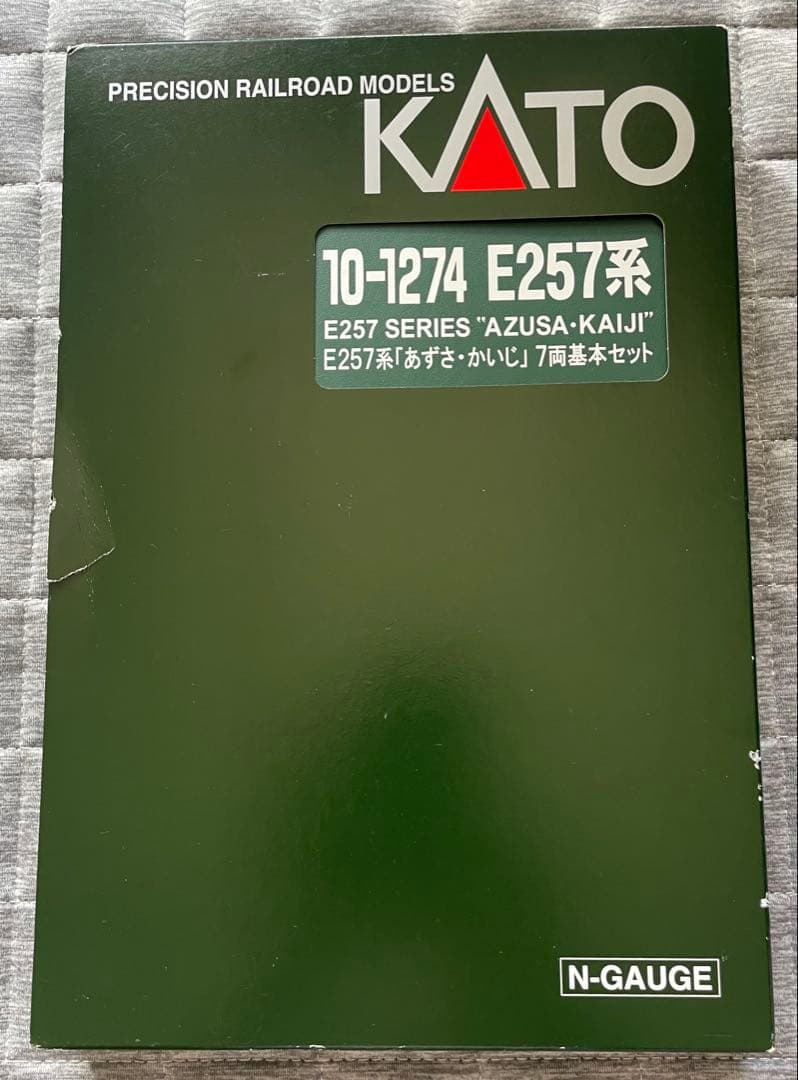 PRECISION RAILROAD MODELS
KATO
10-1274 E257系
E257 SERIES "AZUSA・KAIJI"
E257系「あずさ・かいじ」 7両基本セット
N-GAUGE